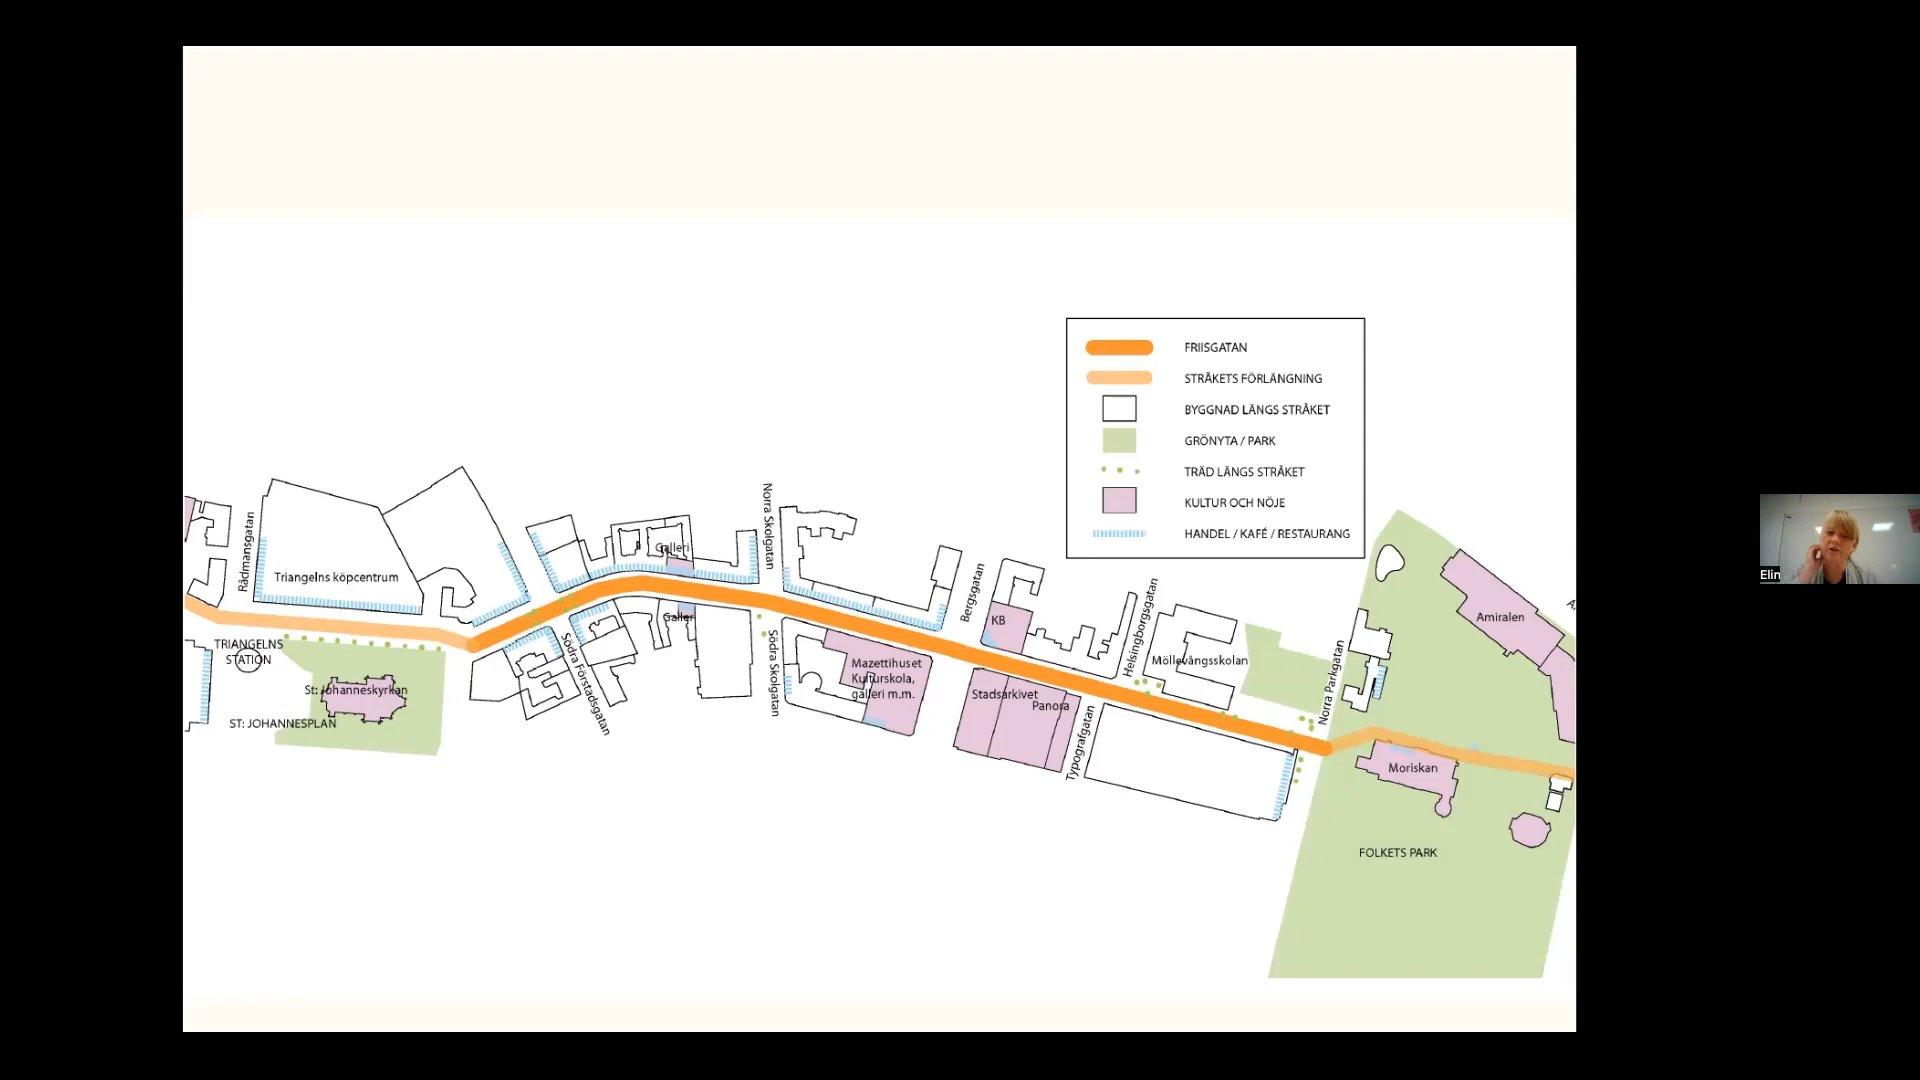 FRIISGATAN
STRÅKETS FÖRLÄNGNING
BYGGNAD LÄNGS STRÅKET
GRÖNYTA / PARK
TRÄD LÄNGS STRÅKET
KULTUR OCH NÖJE
HANDEL / KAFÉ / RESTAURANG
Rådmansgatan
Triangelns köpcentrum
TRIANGELNS
STATION
St: Johanneskyrkan
ST: JOHANNESPLAN
Södra Förstadsgatan
Galleri
Galleri
Norra Skolgatan
Södra Skolgatan
Mazettihuset
Kulturskola,
galleri m.m.
Bergsgatan
KB
Stadsarkivet
Panora
Typografgatan
Helsingborgsgatan
Möllevångsskolan
Norra Parkgatan
Amiralen
Moriskan
FOLKETS PARK
Elin